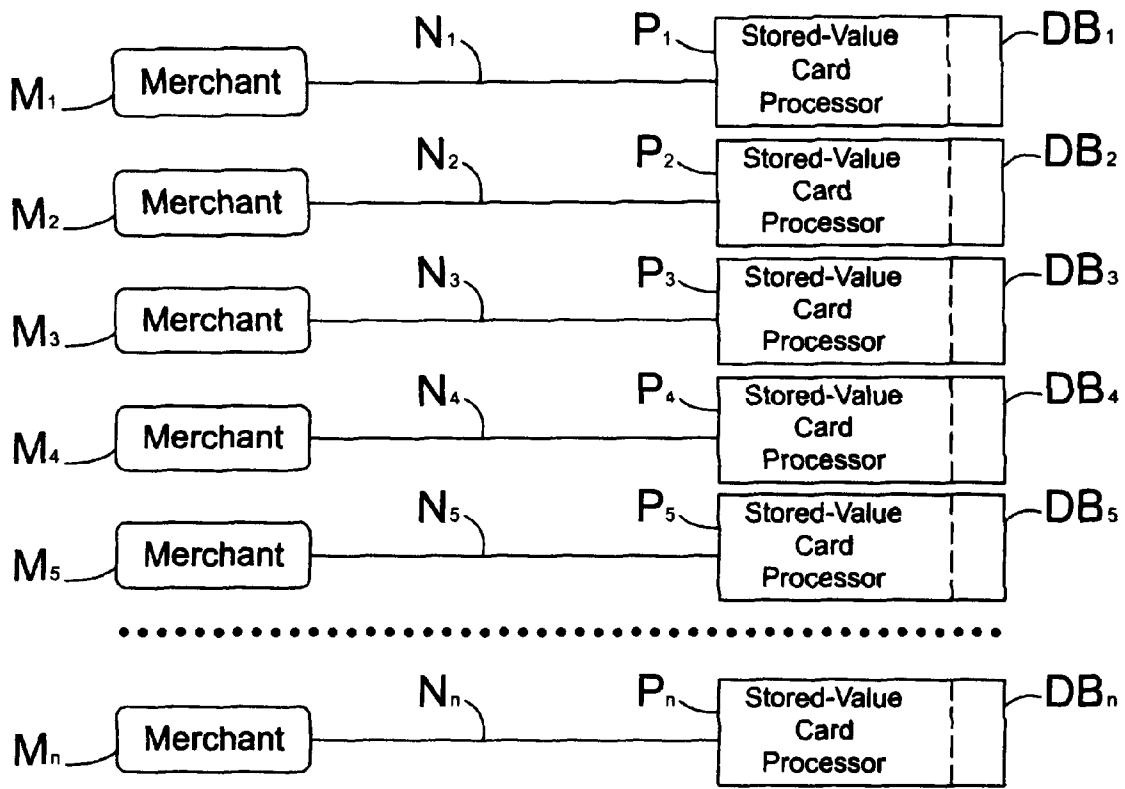 N₁ P₁ Stored-Value DB₁
M₁ Merchant Card
Processor
N₂ P₂ Stored-Value DB₂
M₂ Merchant Card
Processor
N₃ P₃ Stored-Value DB₃
M₃ Merchant Card
Processor
N₄ P₄ Stored-Value DB₄
M₄ Merchant Card
Processor
N₅ P₅ Stored-Value DB₅
M₅ Merchant Card
Processor
Nₙ Pₙ Stored-Value DBₙ
Mₙ Merchant Card
Processor